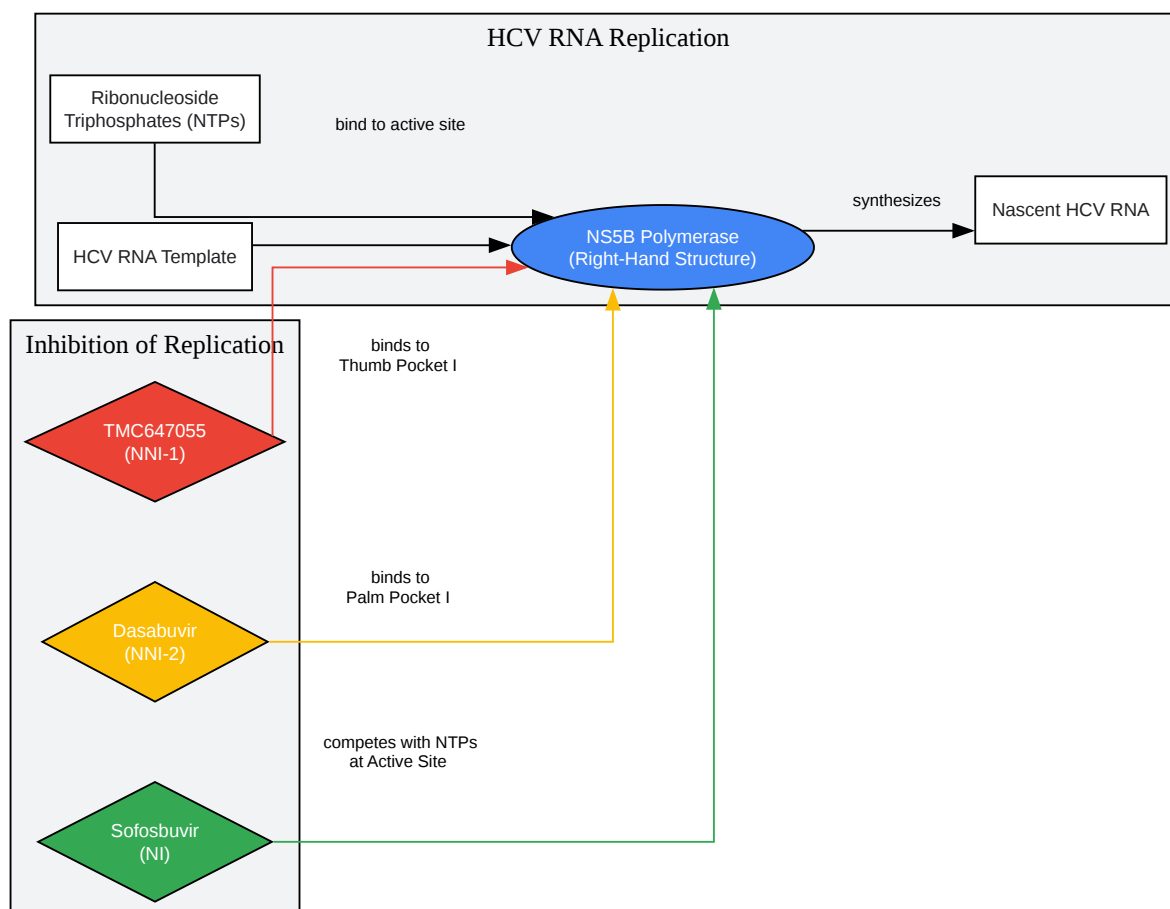 HCV RNA Replication
Ribonucleoside
Triphosphates (NTPs)
bind to active site
HCV RNA Template
NS5B Polymerase
(Right-Hand Structure)
synthesizes
Nascent HCV RNA
Inhibition of Replication
TMC647055
(NNI-1)
binds to
Thumb Pocket I
Dasabuvir
(NNI-2)
binds to
Palm Pocket I
Sofosbuvir
(NI)
competes with NTPs
at Active Site